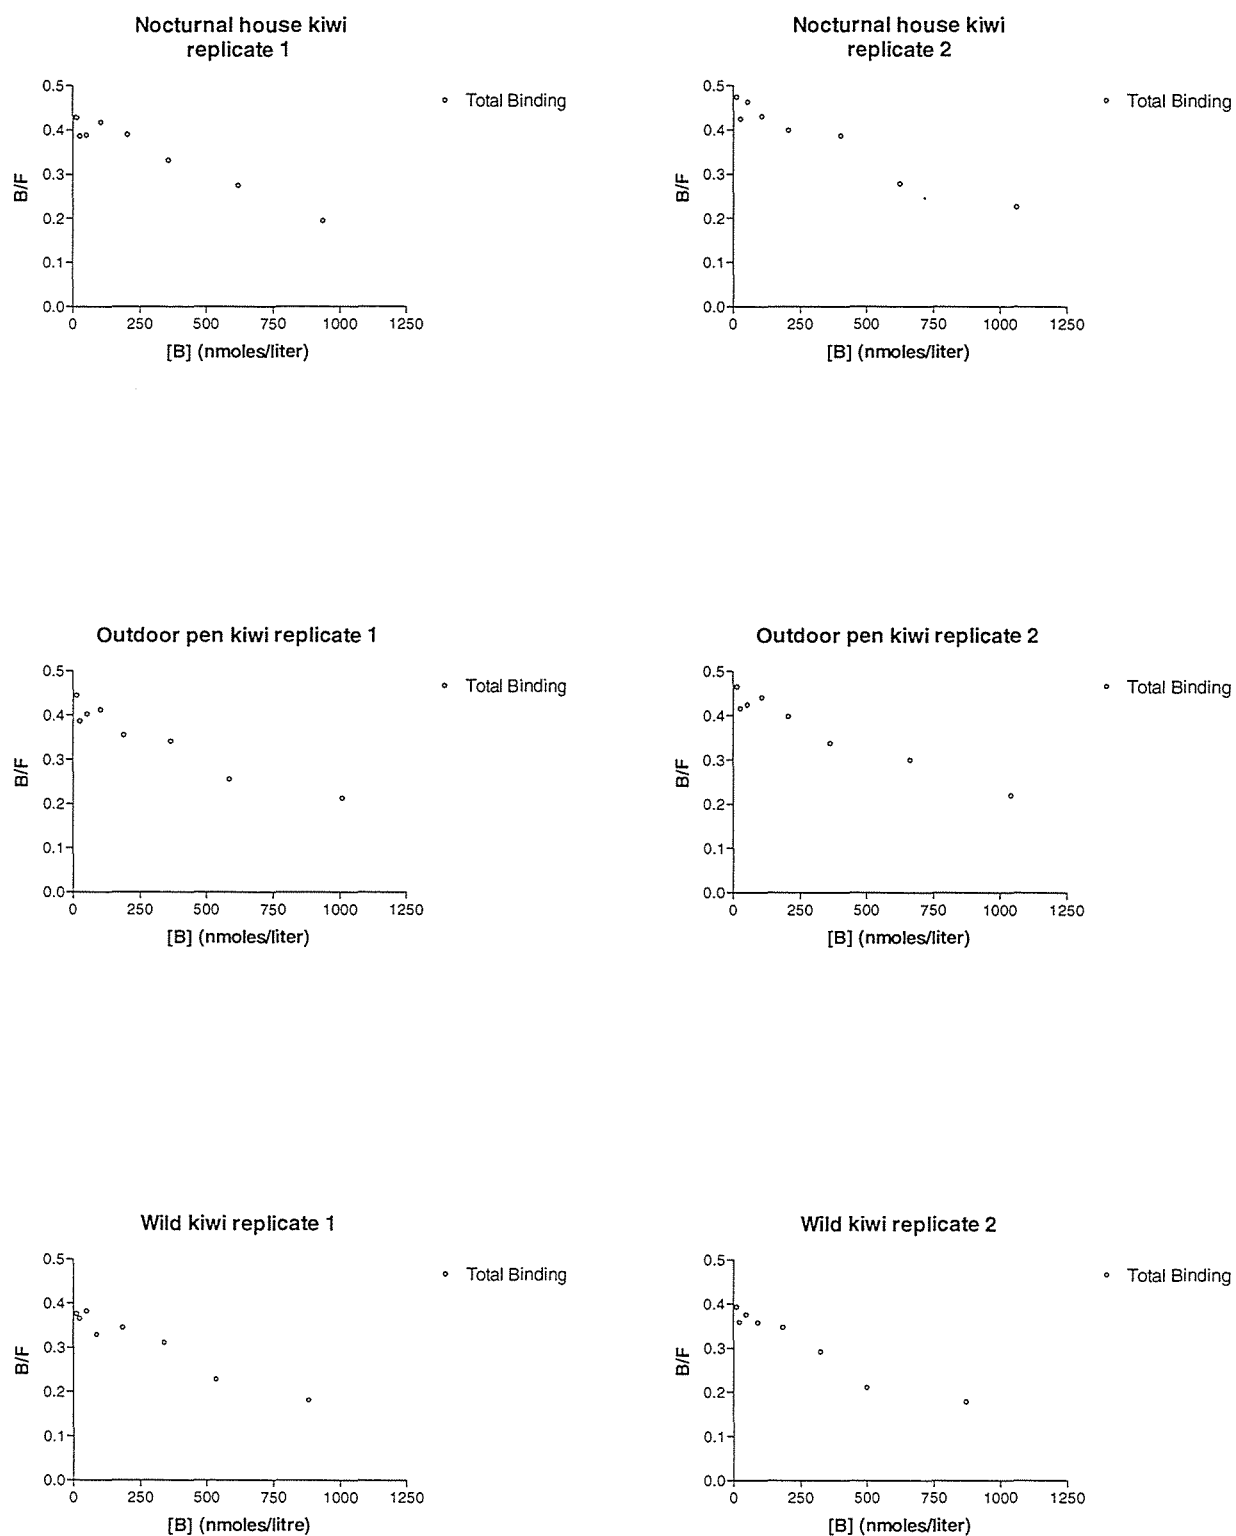 Nocturnal house kiwi
replicate 1
0.5
0.4
0.3
0.2
0.1
0.0
B/F
0 250 500 750 1000 1250
[B] (nmoles/liter)
Total Binding
Nocturnal house kiwi
replicate 2
0.5
0.4
0.3
0.2
0.1
0.0
B/F
0 250 500 750 1000 1250
[B] (nmoles/liter)
Total Binding
Outdoor pen kiwi replicate 1
0.5
0.4
0.3
0.2
0.1
0.0
B/F
0 250 500 750 1000 1250
[B] (nmoles/liter)
Total Binding
Outdoor pen kiwi replicate 2
0.5
0.4
0.3
0.2
0.1
0.0
B/F
0 250 500 750 1000 1250
[B] (nmoles/liter)
Total Binding
Wild kiwi replicate 1
0.5
0.4
0.3
0.2
0.1
0.0
B/F
0 250 500 750 1000 1250
[B] (nmoles/litre)
Total Binding
Wild kiwi replicate 2
0.5
0.4
0.3
0.2
0.1
0.0
B/F
0 250 500 750 1000 1250
[B] (nmoles/liter)
Total Binding